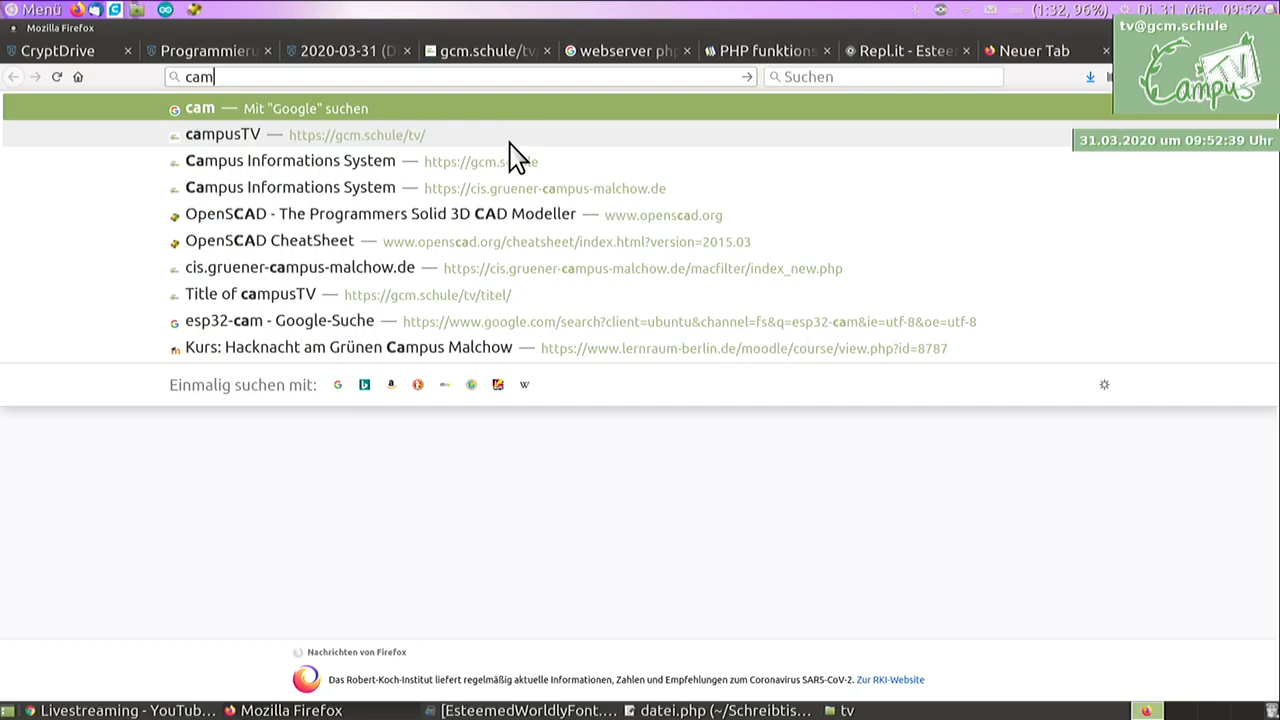 Menü
(1:32, 96%)
Di. 31. Mär., 09:52
Mozilla Firefox
tv@gcm.schule
CryptDrive
Programmieru
2020-03-31 (D
gcm.schule/tv/
webserver php
PHP funktions
Repl.it - Estee
Neuer Tab
cam
Suchen
Campus TV
cam — Mit "Google" suchen
campusTV — https://gcm.schule/tv/
31.03.2020 um 09:52:39 Uhr
Campus Informations System — https://gcm.schule
Campus Informations System — https://cis.gruener-campus-malchow.de
OpenSCAD - The Programmers Solid 3D CAD Modeller — www.openscad.org
OpenSCAD CheatSheet — www.openscad.org/cheatsheet/index.html?version=2015.03
cis.gruener-campus-malchow.de — https://cis.gruener-campus-malchow.de/macfilter/index_new.php
Title of campusTV — https://gcm.schule/tv/titel/
esp32-cam - Google-Suche — https://www.google.com/search?client=ubuntu&channel=fs&q=esp32-cam&ie=utf-8&oe=utf-8
Kurs: Hacknacht am Grünen Campus Malchow — https://www.lernraum-berlin.de/moodle/course/view.php?id=8787
Einmalig suchen mit:
Nachrichten von Firefox
Das Robert-Koch-Institut liefert regelmäßig aktuelle Informationen, Zahlen und Empfehlungen zum Coronavirus SARS-CoV-2. Zur RKI-Website
Livestreaming - YouTub...
Mozilla Firefox
[EsteemedWorldlyFont....
datei.php (~/Schreibtis...
tv